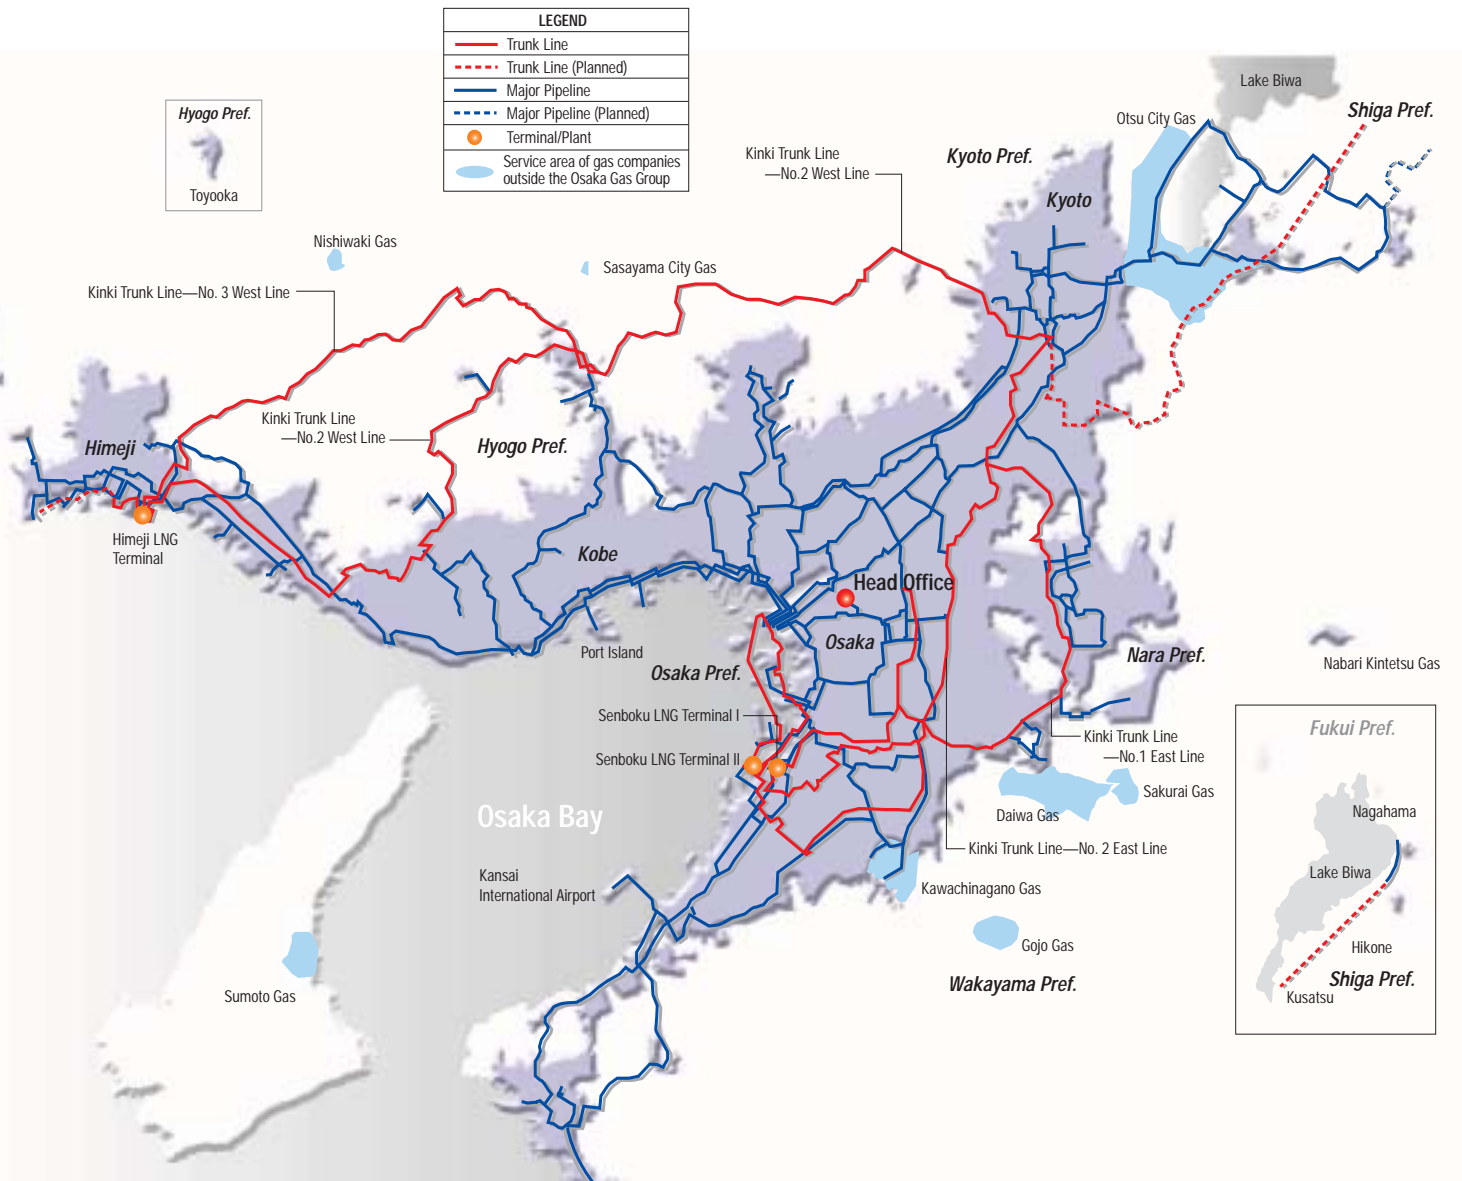 LEGEND
Trunk Line
Trunk Line (Planned)
Major Pipeline
Major Pipeline (Planned)
Terminal/Plant
Service area of gas companies
outside the Osaka Gas Group
Hyogo Pref.
Toyooka
Lake Biwa
Shiga Pref.
Otsu City Gas
Kyoto Pref.
Kyoto
Kinki Trunk Line
—No.2 West Line
Nishiwaki Gas
Sasayama City Gas
Kinki Trunk Line—No. 3 West Line
Kinki Trunk Line
—No.2 West Line
Hyogo Pref.
Himeji
Himeji LNG
Terminal
Kobe
Head Office
Port Island
Osaka
Osaka Pref.
Nara Pref.
Nabari Kintetsu Gas
Senboku LNG Terminal I
Senboku LNG Terminal II
Kinki Trunk Line
—No.1 East Line
Osaka Bay
Daiwa Gas
Sakurai Gas
Kinki Trunk Line—No. 2 East Line
Kansai
International Airport
Kawachinagano Gas
Gojo Gas
Wakayama Pref.
Sumoto Gas
Fukui Pref.
Nagahama
Lake Biwa
Hikone
Shiga Pref.
Kusatsu